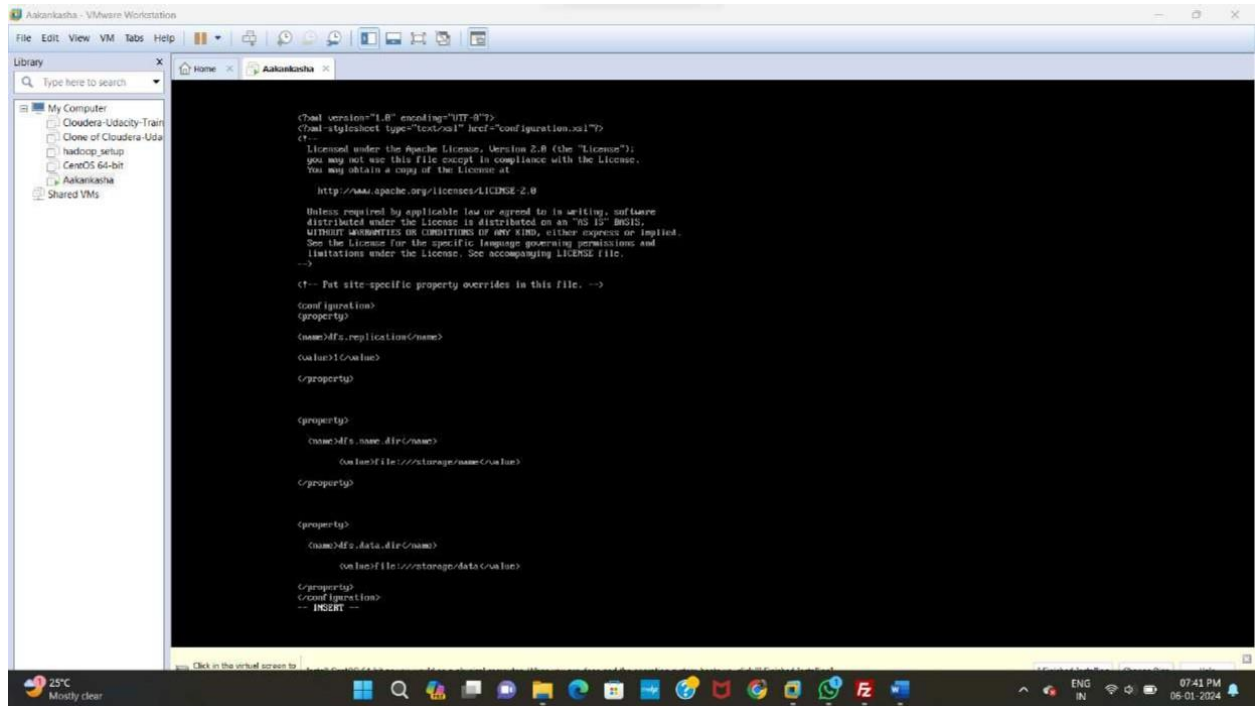 Aakankasha - VMware Workstation
File Edit View VM Tabs Help
Library
Type here to search
My Computer
Cloudera-Udacity-Train
Clone of Cloudera-Uda
hadoop_setup
CentOS 64-bit
Aakankasha
Shared VMs
Home
Aakankasha
<?xml version="1.0" encoding="UTF-8"?>
<?xml-stylesheet type="text/xsl" href="configuration.xsl"?>
<!--
Licensed under the Apache License, Version 2.0 (the "License");
you may not use this file except in compliance with the License.
You may obtain a copy of the License at
http://www.apache.org/licenses/LICENSE-2.0
Unless required by applicable law or agreed to in writing, software
distributed under the License is distributed on an "AS IS" BASIS,
WITHOUT WARRANTIES OR CONDITIONS OF ANY KIND, either express or implied.
See the License for the specific language governing permissions and
limitations under the License. See accompanying LICENSE file.
-->
<!-- Put site-specific property overrides in this file. -->
<configuration>
<property>
<name>dfs.replication</name>
<value>1</value>
</property>
<property>
<name>dfs.name.dir</name>
<value>file:///storage/name</value>
</property>
<property>
<name>dfs.data.dir</name>
<value>file:///storage/data</value>
</property>
</configuration>
-- INSERT --
Click in the virtual screen to
25°C
Mostly clear
ENG
IN
07:41 PM
06-01-2024